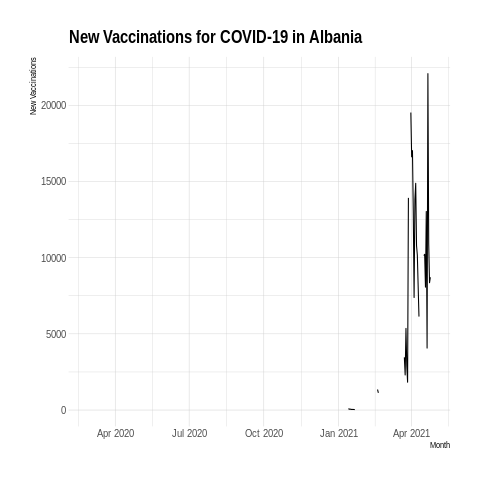 New Vaccinations for COVID-19 in Albania
New Vaccinations
20000
15000
10000
5000
0
Apr 2020 Jul 2020 Oct 2020 Jan 2021 Apr 2021
Month